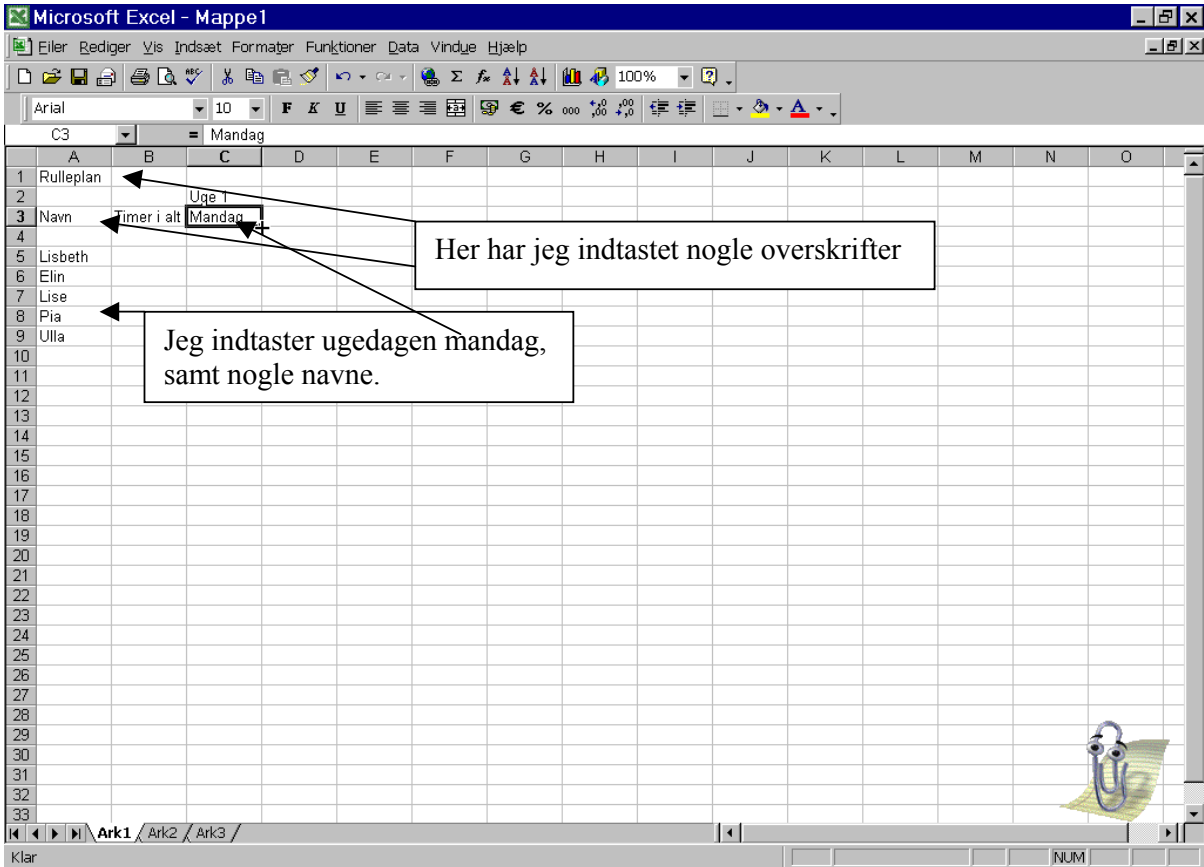 Microsoft Excel - Mappe1
Filer Rediger Vis Indsæt Formater Funktioner Data Vindue Hjælp
100%
Arial 10 F K U € % 000
C3 = Mandag
A B C D E F G H I J K L M N O
1 Rulleplan
2 Uge 1
3 Navn Timer i alt Mandag
4
5 Lisbeth
6 Elin
7 Lise
8 Pia
9 Ulla
Her har jeg indtastet nogle overskrifter
Jeg indtaster ugedagen mandag,
samt nogle navne.
10
11
12
13
14
15
16
17
18
19
20
21
22
23
24
25
26
27
28
29
30
31
32
33
Ark1 Ark2 Ark3
Klar NUM